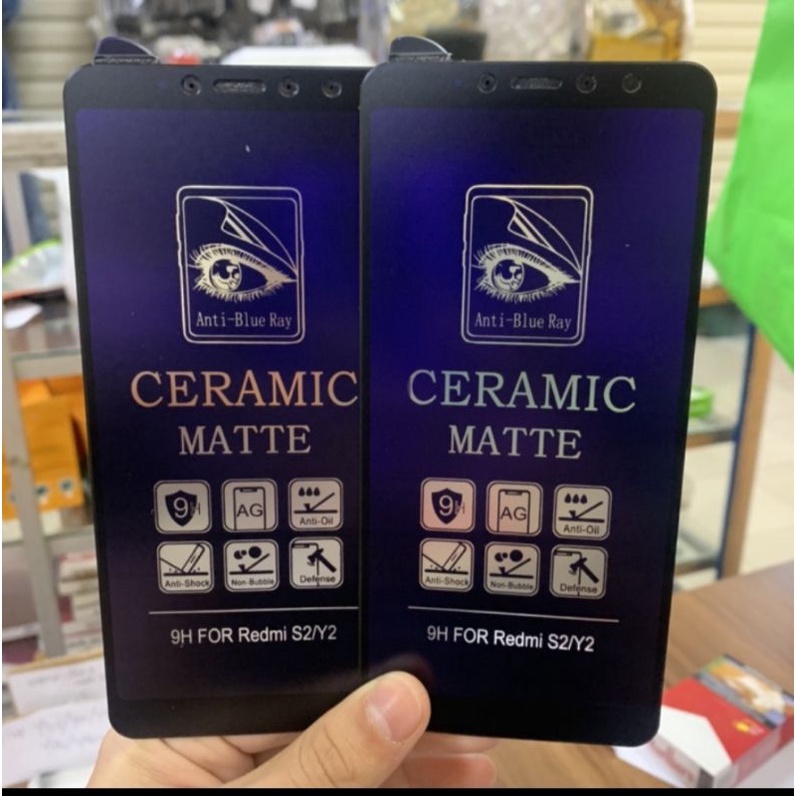 Anti-Blue Ray
CERAMIC
MATTE
9H
AG
Anti-Oil
Anti-Shock
Non-Bubble
Defense
9H FOR Redmi S2/Y2
Anti-Blue Ray
CERAMIC
MATTE
9H
AG
Anti-Oil
Anti-Shock
Non-Bubble
Defense
9H FOR Redmi S2/Y2